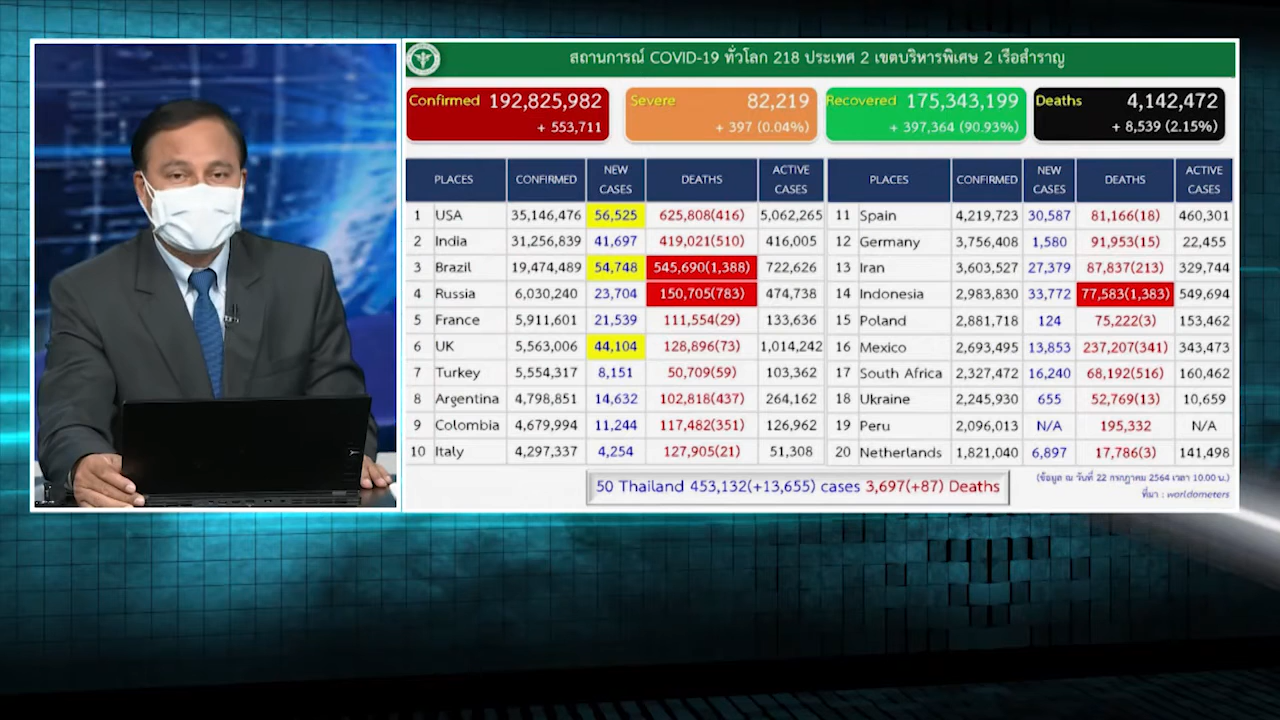 สถานการณ์ COVID-19 ทั่วโลก 218 ประเทศ 2 เขตบริหารพิเศษ 2 เรือสำราญ
Confirmed 192,825,982
+ 553,711
Severe 82,219
+ 397 (0.04%)
Recovered 175,343,199
+ 397,364 (90.93%)
Deaths 4,142,472
+ 8,539 (2.15%)
PLACES CONFIRMED NEW CASES DEATHS ACTIVE CASES
1 USA 35,146,476 56,525 625,808(416) 5,062,265
2 India 31,256,839 41,697 419,021(510) 416,005
3 Brazil 19,474,489 54,748 545,690(1,388) 722,626
4 Russia 6,030,240 23,704 150,705(783) 474,738
5 France 5,911,601 21,539 111,554(29) 133,636
6 UK 5,563,006 44,104 128,896(73) 1,014,242
7 Turkey 5,554,317 8,151 50,709(59) 103,362
8 Argentina 4,798,851 14,632 102,818(437) 264,162
9 Colombia 4,679,994 11,244 117,482(351) 126,962
10 Italy 4,297,337 4,254 127,905(21) 51,308
PLACES CONFIRMED NEW CASES DEATHS ACTIVE CASES
11 Spain 4,219,723 30,587 81,166(18) 460,301
12 Germany 3,756,408 1,580 91,953(15) 22,455
13 Iran 3,603,527 27,379 87,837(213) 329,744
14 Indonesia 2,983,830 33,772 77,583(1,383) 549,694
15 Poland 2,881,718 124 75,222(3) 153,462
16 Mexico 2,693,495 13,853 237,207(341) 343,473
17 South Africa 2,327,472 16,240 68,192(516) 160,462
18 Ukraine 2,245,930 655 52,769(13) 10,659
19 Peru 2,096,013 N/A 195,332 N/A
20 Netherlands 1,821,040 6,897 17,786(3) 141,498
50 Thailand 453,132(+13,655) cases 3,697(+87) Deaths
(ข้อมูล ณ วันที่ 22 กรกฎาคม 2564 เวลา 10.00 น.)
ที่มา : worldometers